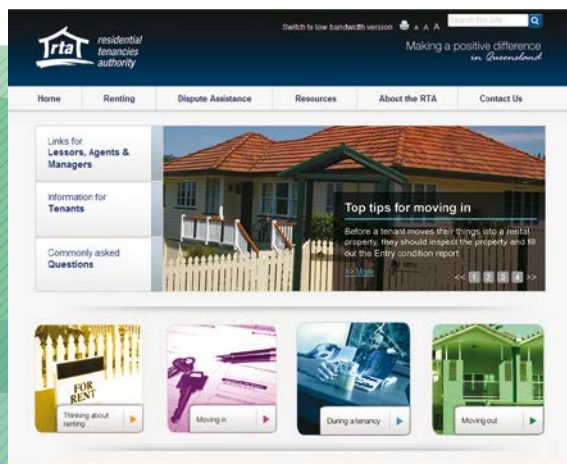 Switch to low bandwidth version A A A Search this site
rta residential
tenancies
authority
Making a positive difference
in Queensland
Home Renting Dispute Assistance Resources About the RTA Contact Us
Links for
Lessors, Agents &
Managers
Information for
Tenants
Commonly asked
Questions
Top tips for moving in
Before a tenant moves their things into a rental
property, they should inspect the property and fill
out the Entry condition report
>> More
<< 1 2 3 4 >>
FOR
RENT
Thinking about
renting
Moving in
During a tenancy
Moving out